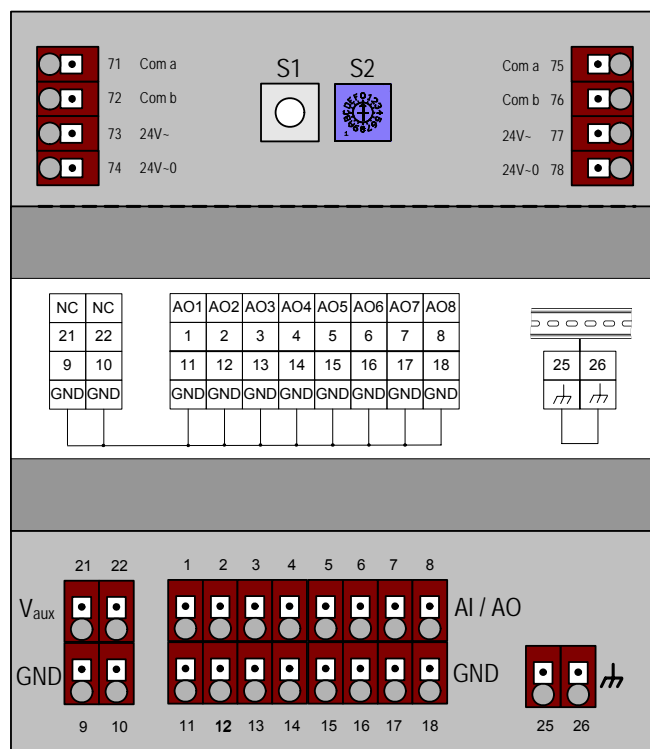 S1 S2
71 Com a
72 Com b
73 24V~
74 24V~0
Com a 75
Com b 76
24V~ 77
24V~0 78
NC NC
21 22
9 10
GND GND
AO1 AO2 AO3 AO4 AO5 AO6 AO7 AO8
1 2 3 4 5 6 7 8
11 12 13 14 15 16 17 18
GND GND GND GND GND GND GND GND
25 26
21 22 1 2 3 4 5 6 7 8
Vaux AI / AO
GND GND
9 10 11 12 13 14 15 16 17 18 25 26